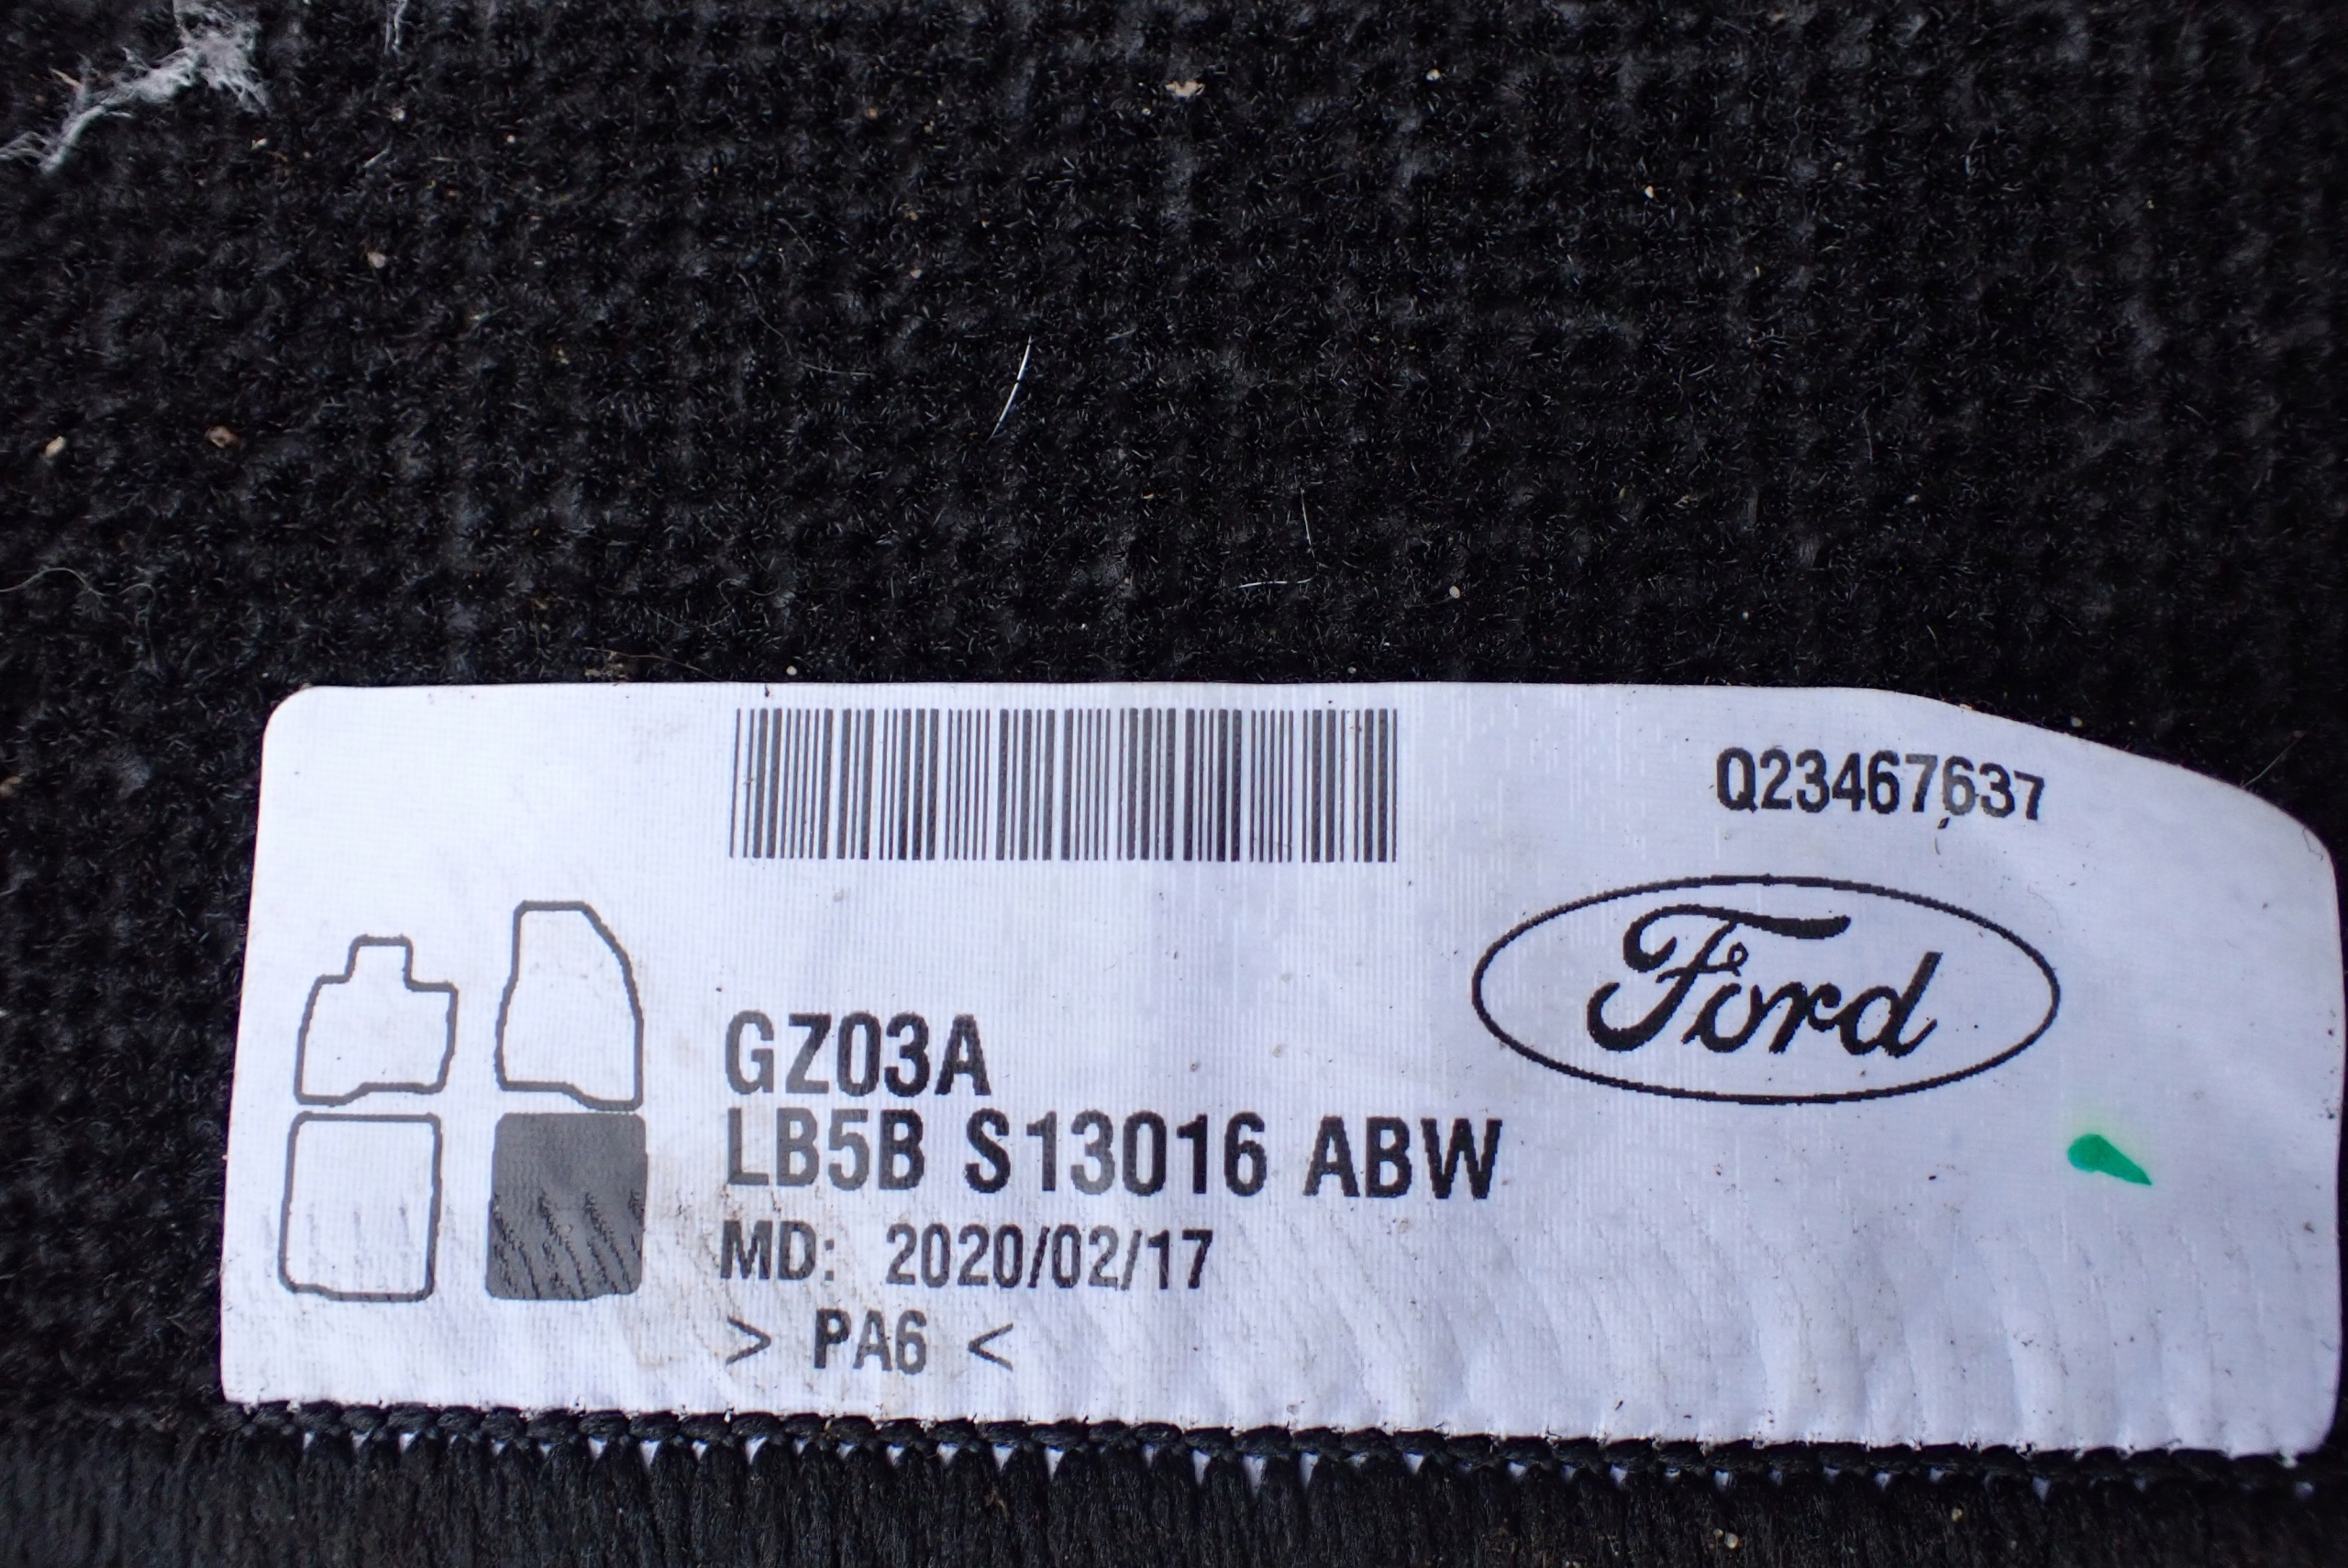 Q23467637
Ford
GZ03A
LB5B S13016 ABW
MD: 2020/02/17
> PA6 <